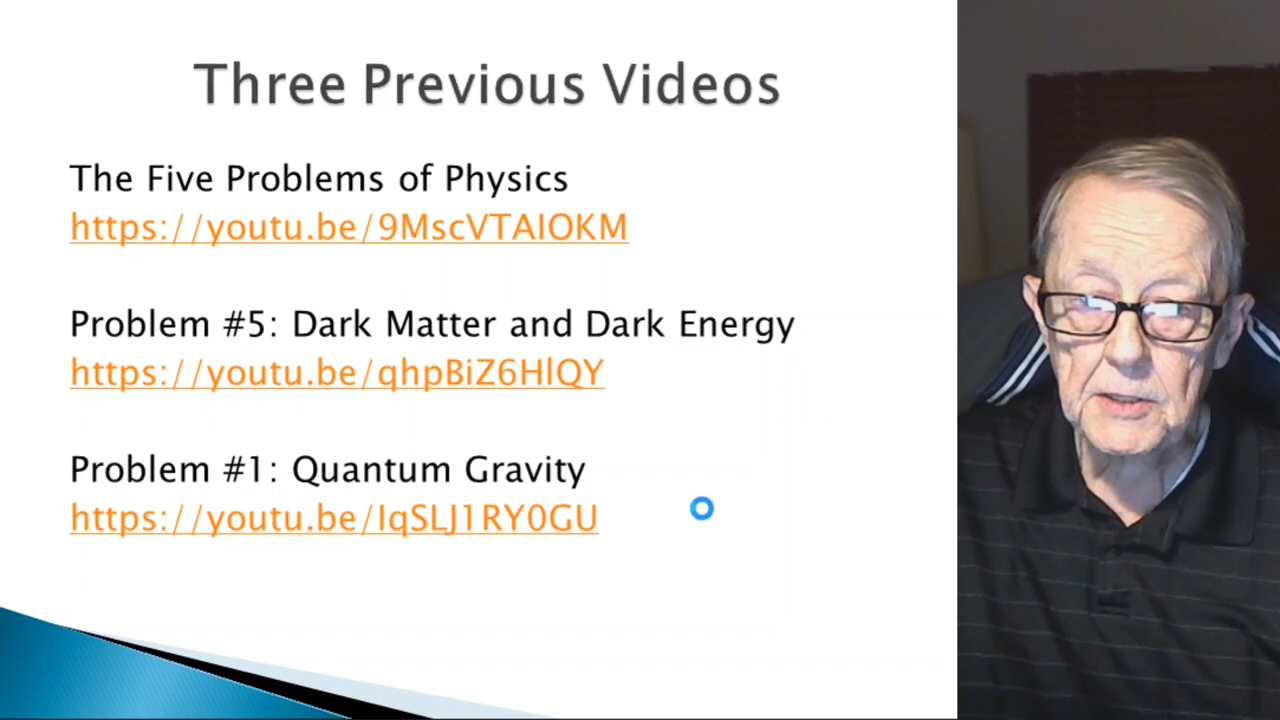 Three Previous Videos
The Five Problems of Physics
https://youtu.be/9MscVTAIOKM
Problem #5: Dark Matter and Dark Energy
https://youtu.be/qhpBiZ6HlQY
Problem #1: Quantum Gravity
https://youtu.be/IqSLJ1RY0GU